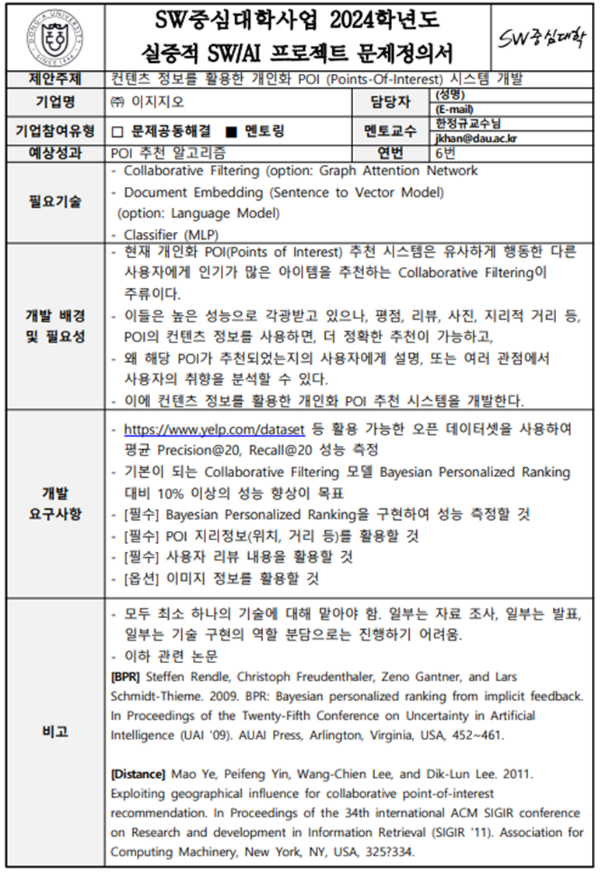 DONG-A UNIVERSITY
SINCE 1946
SW중심대학사업 2024학년도
실증적 SW/AI 프로젝트 문제정의서
SW중심대학
제안주제 컨텐츠 정보를 활용한 개인화 POI (Points-Of-Interest) 시스템 개발
기업명 ㈜ 이지지오 담당자 (성명)
(E-mail)
기업참여유형 □ 문제공동해결 ■ 멘토링 멘토교수 한정규교수님
jkhan@dau.ac.kr
예상성과 POI 추천 알고리즘 연번 6번
필요기술
- Collaborative Filtering (option: Graph Attention Network
- Document Embedding (Sentence to Vector Model)
(option: Language Model)
- Classifier (MLP)
개발 배경
및 필요성
- 현재 개인화 POI(Points of Interest) 추천 시스템은 유사하게 행동한 다른
사용자에게 인기가 많은 아이템을 추천하는 Collaborative Filtering이
주류이다.
- 이들은 높은 성능으로 각광받고 있으나, 평점, 리뷰, 사진, 지리적 거리 등,
POI의 컨텐츠 정보를 사용하면, 더 정확한 추천이 가능하고,
- 왜 해당 POI가 추천되었는지의 사용자에게 설명, 또는 여러 관점에서
사용자의 취향을 분석할 수 있다.
- 이에 컨텐츠 정보를 활용한 개인화 POI 추천 시스템을 개발한다.
개발
요구사항
- https://www.yelp.com/dataset 등 활용 가능한 오픈 데이터셋을 사용하여
평균 Precision@20, Recall@20 성능 측정
- 기본이 되는 Collaborative Filtering 모델 Bayesian Personalized Ranking
대비 10% 이상의 성능 향상이 목표
- [필수] Bayesian Personalized Ranking을 구현하여 성능 측정할 것
- [필수] POI 지리정보(위치, 거리 등)를 활용할 것
- [필수] 사용자 리뷰 내용을 활용할 것
- [옵션] 이미지 정보를 활용할 것
비고
- 모두 최소 하나의 기술에 대해 맡아야 함. 일부는 자료 조사, 일부는 발표,
일부는 기술 구현의 역할 분담으로는 진행하기 어려움.
- 이하 관련 논문
[BPR] Steffen Rendle, Christoph Freudenthaler, Zeno Gantner, and Lars
Schmidt-Thieme. 2009. BPR: Bayesian personalized ranking from implicit feedback.
In Proceedings of the Twenty-Fifth Conference on Uncertainty in Artificial
Intelligence (UAI '09). AUAI Press, Arlington, Virginia, USA, 452~461.
[Distance] Mao Ye, Peifeng Yin, Wang-Chien Lee, and Dik-Lun Lee. 2011.
Exploiting geographical influence for collaborative point-of-interest
recommendation. In Proceedings of the 34th international ACM SIGIR conference
on Research and development in Information Retrieval (SIGIR '11). Association for
Computing Machinery, New York, NY, USA, 325?334.